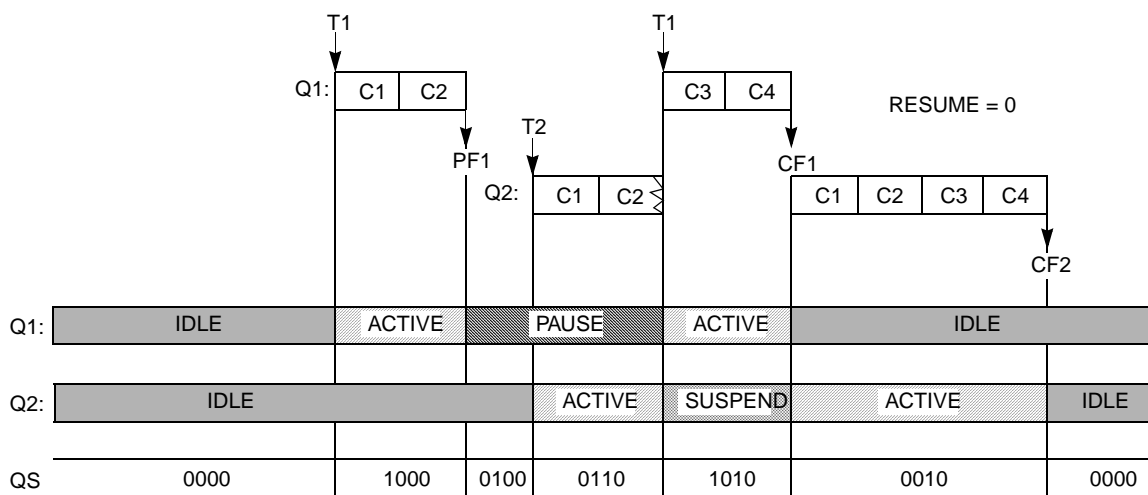 T1 T1
Q1: C1 C2 C3 C4
RESUME = 0
T2
PF1 CF1
Q2: C1 C2 C1 C2 C3 C4
CF2
Q1: IDLE ACTIVE PAUSE ACTIVE IDLE
Q2: IDLE ACTIVE SUSPEND ACTIVE IDLE
QS 0000 1000 0100 0110 1010 0010 0000